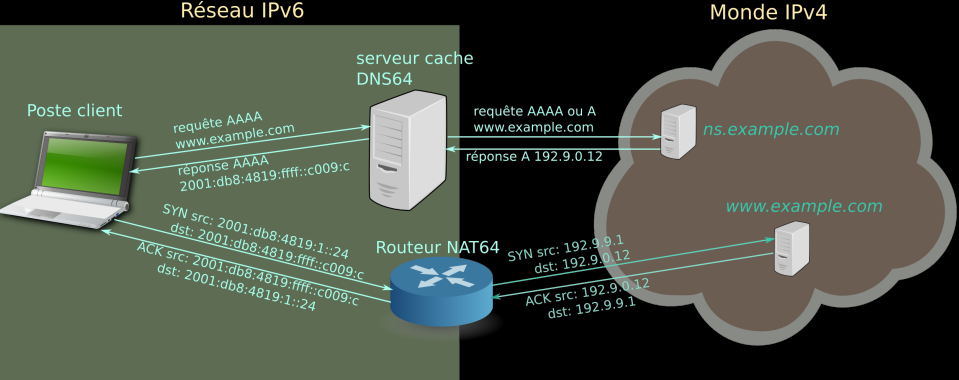 Réseau IPv6
Monde IPv4
serveur cache
DNS64
Poste client
requête AAAA
www.example.com
réponse AAAA
2001:db8:4819:ffff::c009:c
requête AAAA ou A
www.example.com
réponse A 192.9.0.12
ns.example.com
www.example.com
SYN src: 2001:db8:4819:1::24
dst: 2001:db8:4819:ffff::c009:c
ACK src: 2001:db8:4819:ffff::c009:c
dst: 2001:db8:4819:1::24
Routeur NAT64
SYN src: 192.9.9.1
dst: 192.9.0.12
ACK src: 192.9.0.12
dst: 192.9.9.1